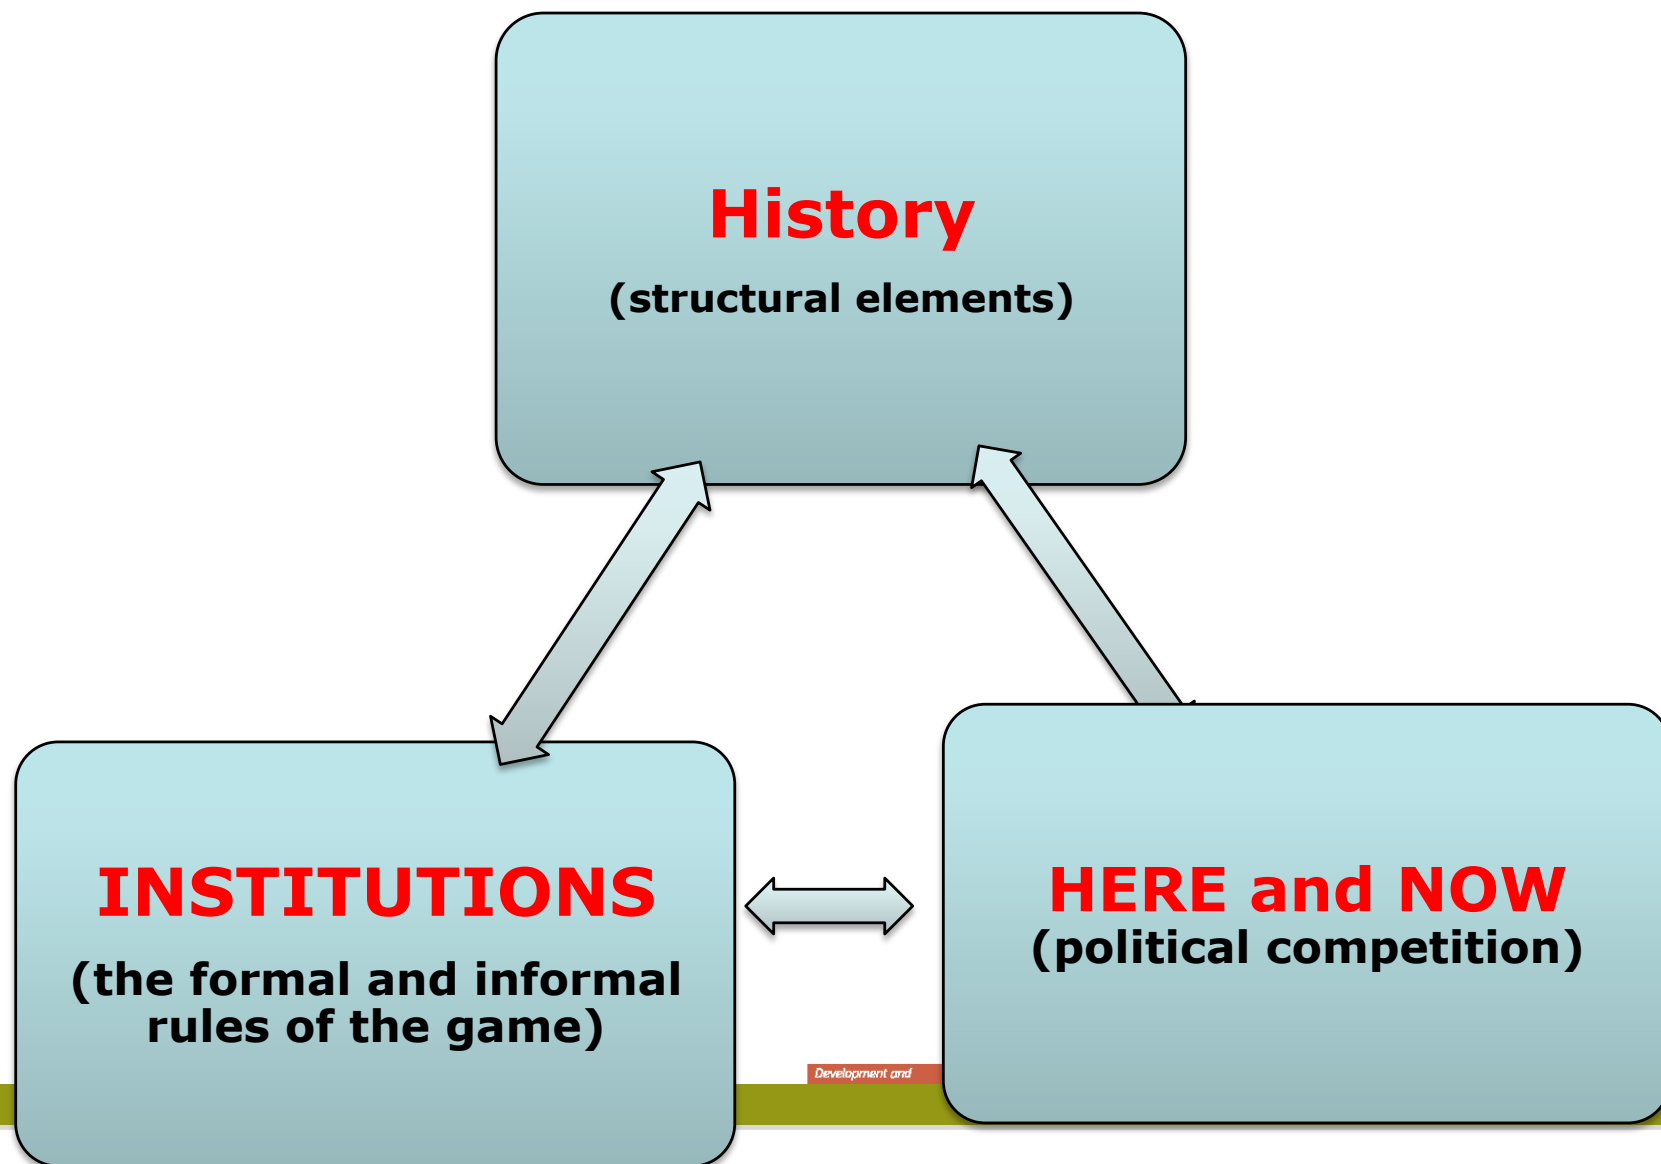 History
(structural elements)
INSTITUTIONS
(the formal and informal
rules of the game)
HERE and NOW
(political competition)
Development and